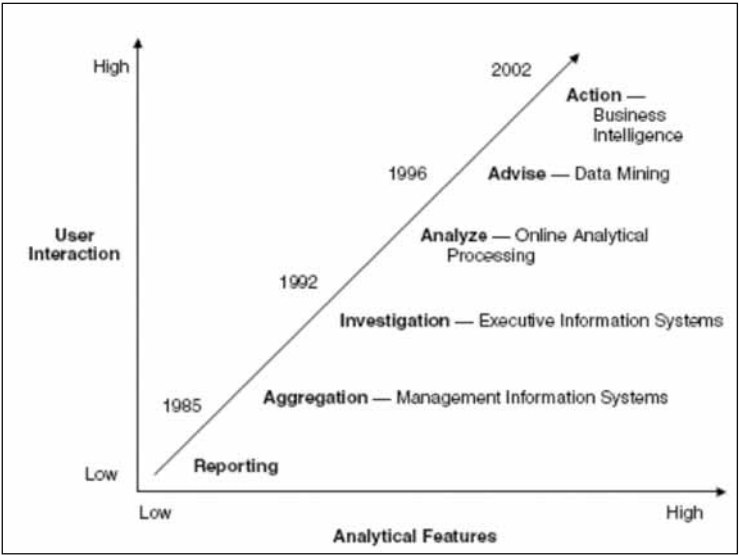 High
2002
Action —
Business
Intelligence
1996
Advise — Data Mining
User
Interaction
Analyze — Online Analytical
Processing
1992
Investigation — Executive Information Systems
1985
Aggregation — Management Information Systems
Low
Reporting
Low
High
Analytical Features